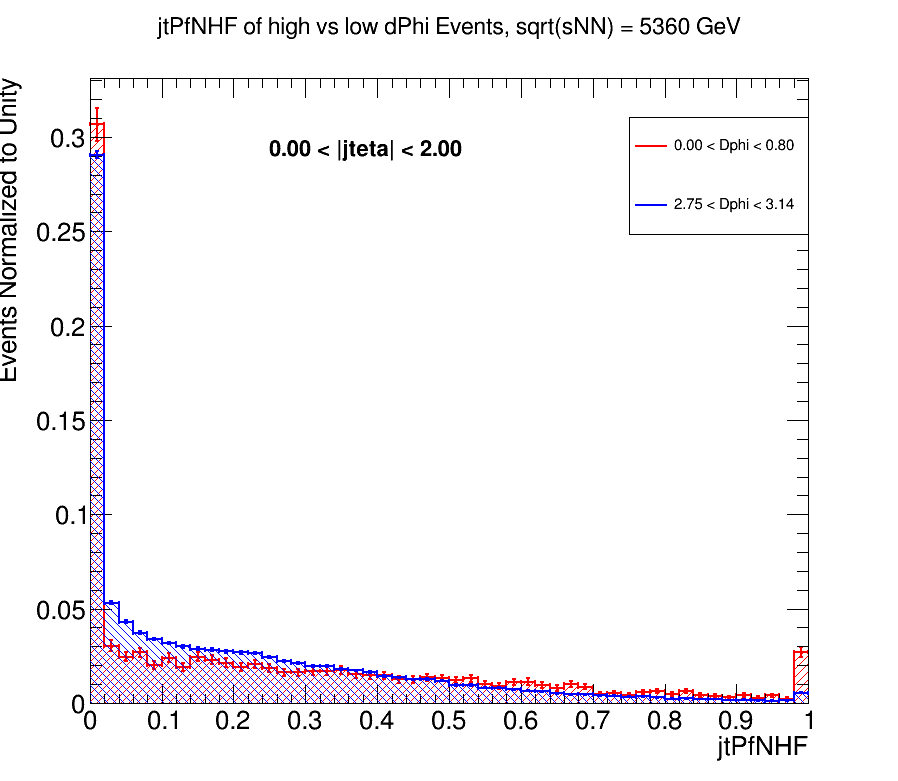 jtPfNHF of high vs low dPhi Events, sqrt(sNN) = 5360 GeV
Events Normalized to Unity
0.00 < |jteta| < 2.00
0.00 < Dphi < 0.80
2.75 < Dphi < 3.14
0.3
0.25
0.2
0.15
0.1
0.05
0
0 0.1 0.2 0.3 0.4 0.5 0.6 0.7 0.8 0.9 1
jtPfNHF